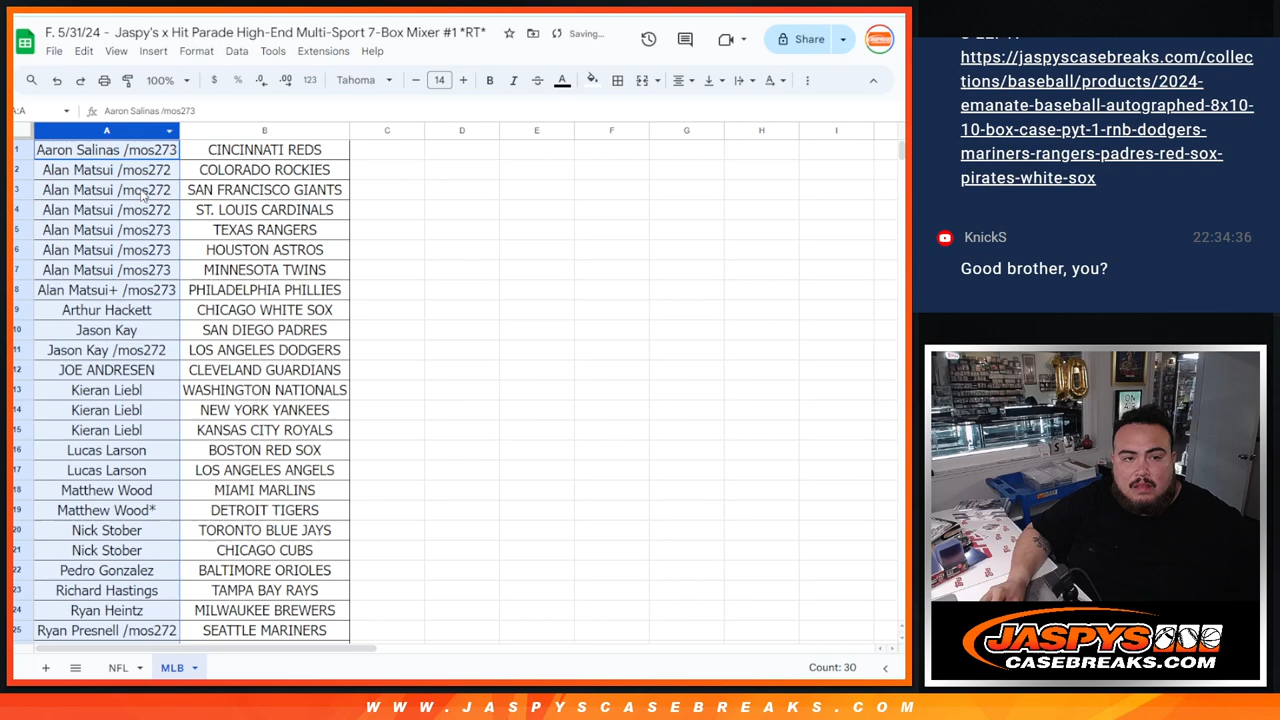 F. 5/31/24 - Jaspy's x Hit Parade High-End Multi-Sport 7-Box Mixer #1 *RT*
Saving...
Share
File Edit View Insert Format Data Tools Extensions Help
100% $ % .0 .00 123 Tahoma 14 B I A
A:A fx Aaron Salinas /mos273
A B C D E F G H I
1 Aaron Salinas /mos273 CINCINNATI REDS
2 Alan Matsui /mos272 COLORADO ROCKIES
3 Alan Matsui /mos272 SAN FRANCISCO GIANTS
4 Alan Matsui /mos272 ST. LOUIS CARDINALS
5 Alan Matsui /mos273 TEXAS RANGERS
6 Alan Matsui /mos273 HOUSTON ASTROS
7 Alan Matsui /mos273 MINNESOTA TWINS
8 Alan Matsui+ /mos273 PHILADELPHIA PHILLIES
9 Arthur Hackett CHICAGO WHITE SOX
10 Jason Kay SAN DIEGO PADRES
11 Jason Kay /mos272 LOS ANGELES DODGERS
12 JOE ANDRESEN CLEVELAND GUARDIANS
13 Kieran Liebl WASHINGTON NATIONALS
14 Kieran Liebl NEW YORK YANKEES
15 Kieran Liebl KANSAS CITY ROYALS
16 Lucas Larson BOSTON RED SOX
17 Lucas Larson LOS ANGELES ANGELS
18 Matthew Wood MIAMI MARLINS
19 Matthew Wood* DETROIT TIGERS
20 Nick Stober TORONTO BLUE JAYS
21 Nick Stober CHICAGO CUBS
22 Pedro Gonzalez BALTIMORE ORIOLES
23 Richard Hastings TAMPA BAY RAYS
24 Ryan Heintz MILWAUKEE BREWERS
25 Ryan Presnell /mos272 SEATTLE MARINERS
NFL MLB Count: 30
https://jaspyscasebreaks.com/collec
tions/baseball/products/2024-
emanate-baseball-autographed-8x10-
10-box-case-pyt-1-rnb-dodgers-
mariners-rangers-padres-red-sox-
pirates-white-sox
KnickS 22:34:36
Good brother, you?
10
ON
AIR
JASPYS
CASEBREAKS.COM
WWW.JASPYSCASEBREAKS.COM